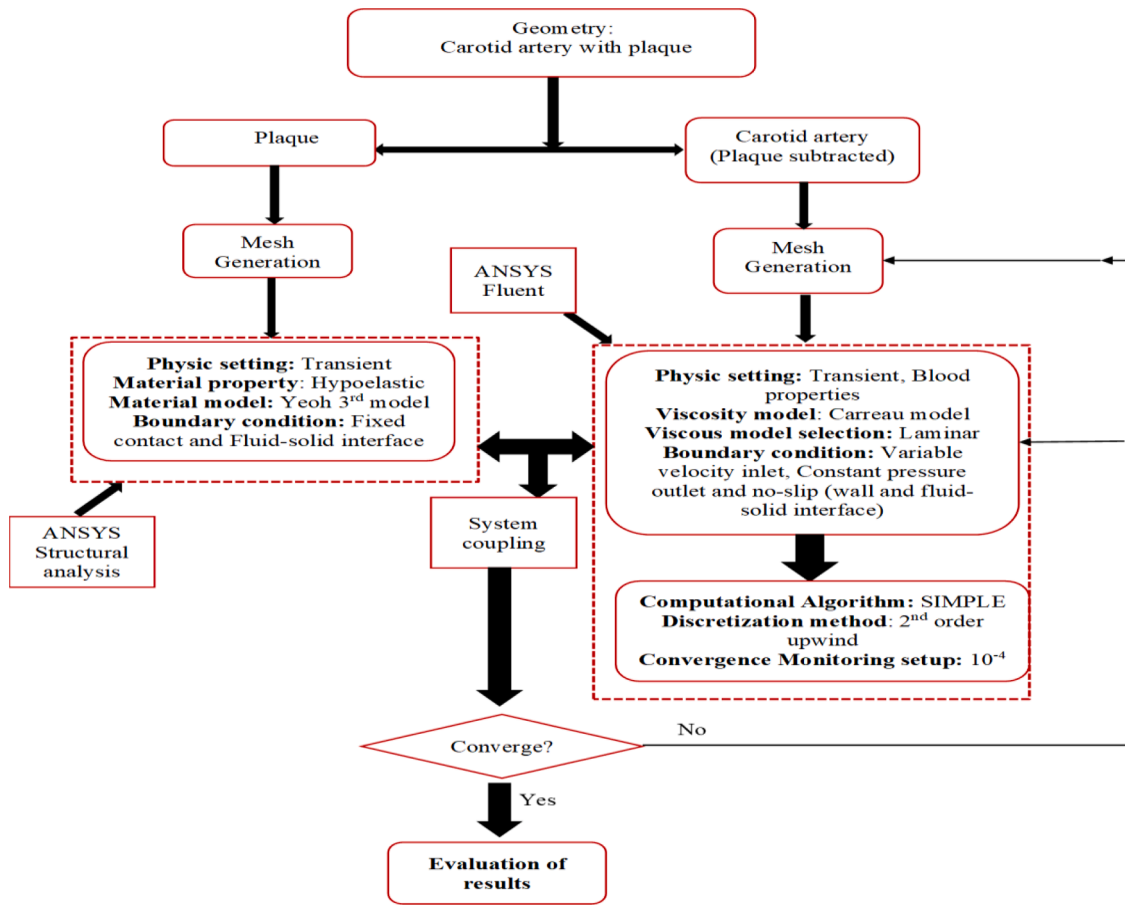 Geometry:
Carotid artery with plaque
Plaque
Carotid artery
(Plaque subtracted)
Mesh
Generation
Mesh
Generation
ANSYS
Fluent
Physic setting: Transient
Material property: Hypoelastic
Material model: Yeoh 3rd model
Boundary condition: Fixed
contact and Fluid-solid interface
Physic setting: Transient, Blood
properties
Viscosity model: Carreau model
Viscous model selection: Laminar
Boundary condition: Variable
velocity inlet, Constant pressure
outlet and no-slip (wall and fluid-
solid interface)
ANSYS
Structural
analysis
System
coupling
Computational Algorithm: SIMPLE
Discretization method: 2nd order
upwind
Convergence Monitoring setup: 10-4
Converge?
No
Yes
Evaluation of
results